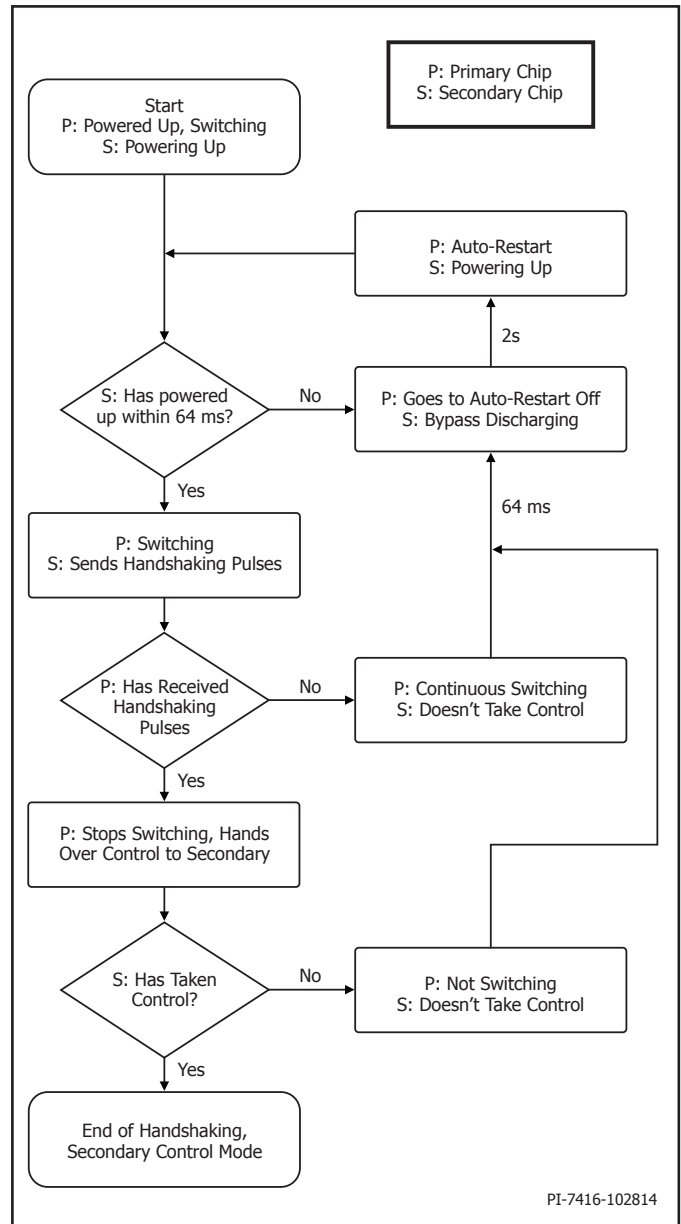 P: Primary Chip
S: Secondary Chip
Start
P: Powered Up, Switching
S: Powering Up
P: Auto-Restart
S: Powering Up
2s
S: Has powered
up within 64 ms?
No
P: Goes to Auto-Restart Off
S: Bypass Discharging
Yes
64 ms
P: Switching
S: Sends Handshaking Pulses
P: Has Received
Handshaking
Pulses
No
P: Continuous Switching
S: Doesn't Take Control
Yes
P: Stops Switching, Hands
Over Control to Secondary
S: Has Taken
Control?
No
P: Not Switching
S: Doesn't Take Control
Yes
End of Handshaking,
Secondary Control Mode
PI-7416-102814